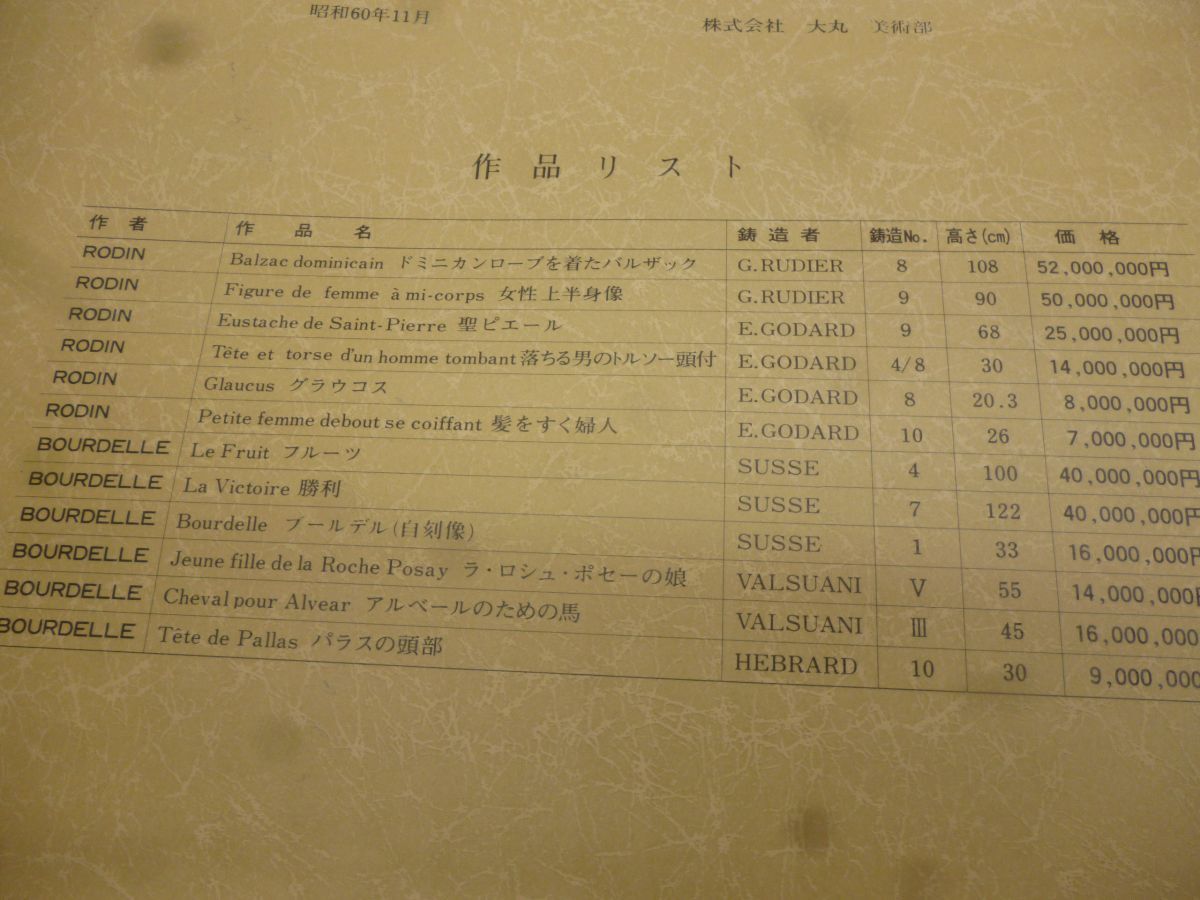 昭和60年11月
株式会社 大丸 美術部
作品リスト
作者 作品名 鋳造者 鋳造No. 高さ(cm) 価格
RODIN Balzac dominicain ドミニカンローブを着たバルザック G.RUDIER 8 108 52,000,000円
RODIN Figure de femme à mi-corps 女性上半身像 G.RUDIER 9 90 50,000,000円
RODIN Eustache de Saint-Pierre 聖ピエール E.GODARD 9 68 25,000,000円
RODIN Tête et torse d'un homme tombant 落ちる男のトルソー頭付 E.GODARD 4/8 30 14,000,000円
RODIN Glaucus グラウコス E.GODARD 8 20.3 8,000,000円
RODIN Petite femme debout se coiffant 髪をすく婦人 E.GODARD 10 26 7,000,000円
BOURDELLE Le Fruit フルーツ SUSSE 4 100 40,000,000円
BOURDELLE La Victoire 勝利 SUSSE 7 122 40,000,000円
BOURDELLE Bourdelle ブールデル(自刻像) SUSSE 1 33 16,000,000円
BOURDELLE Jeune fille de la Roche Posay ラ・ロシュ・ポセーの娘 VALSUANI V 55 14,000,000円
BOURDELLE Cheval pour Alvear アルベールのための馬 VALSUANI III 45 16,000,000
BOURDELLE Tête de Pallas パラスの頭部 HEBRARD 10 30 9,000,000